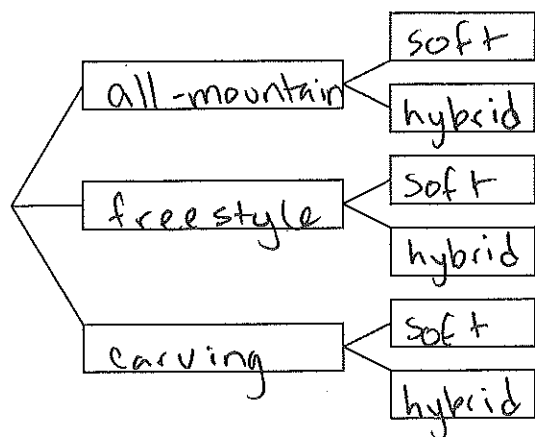 soft
all-mountain
hybrid
soft
freestyle
hybrid
soft
carving
hybrid